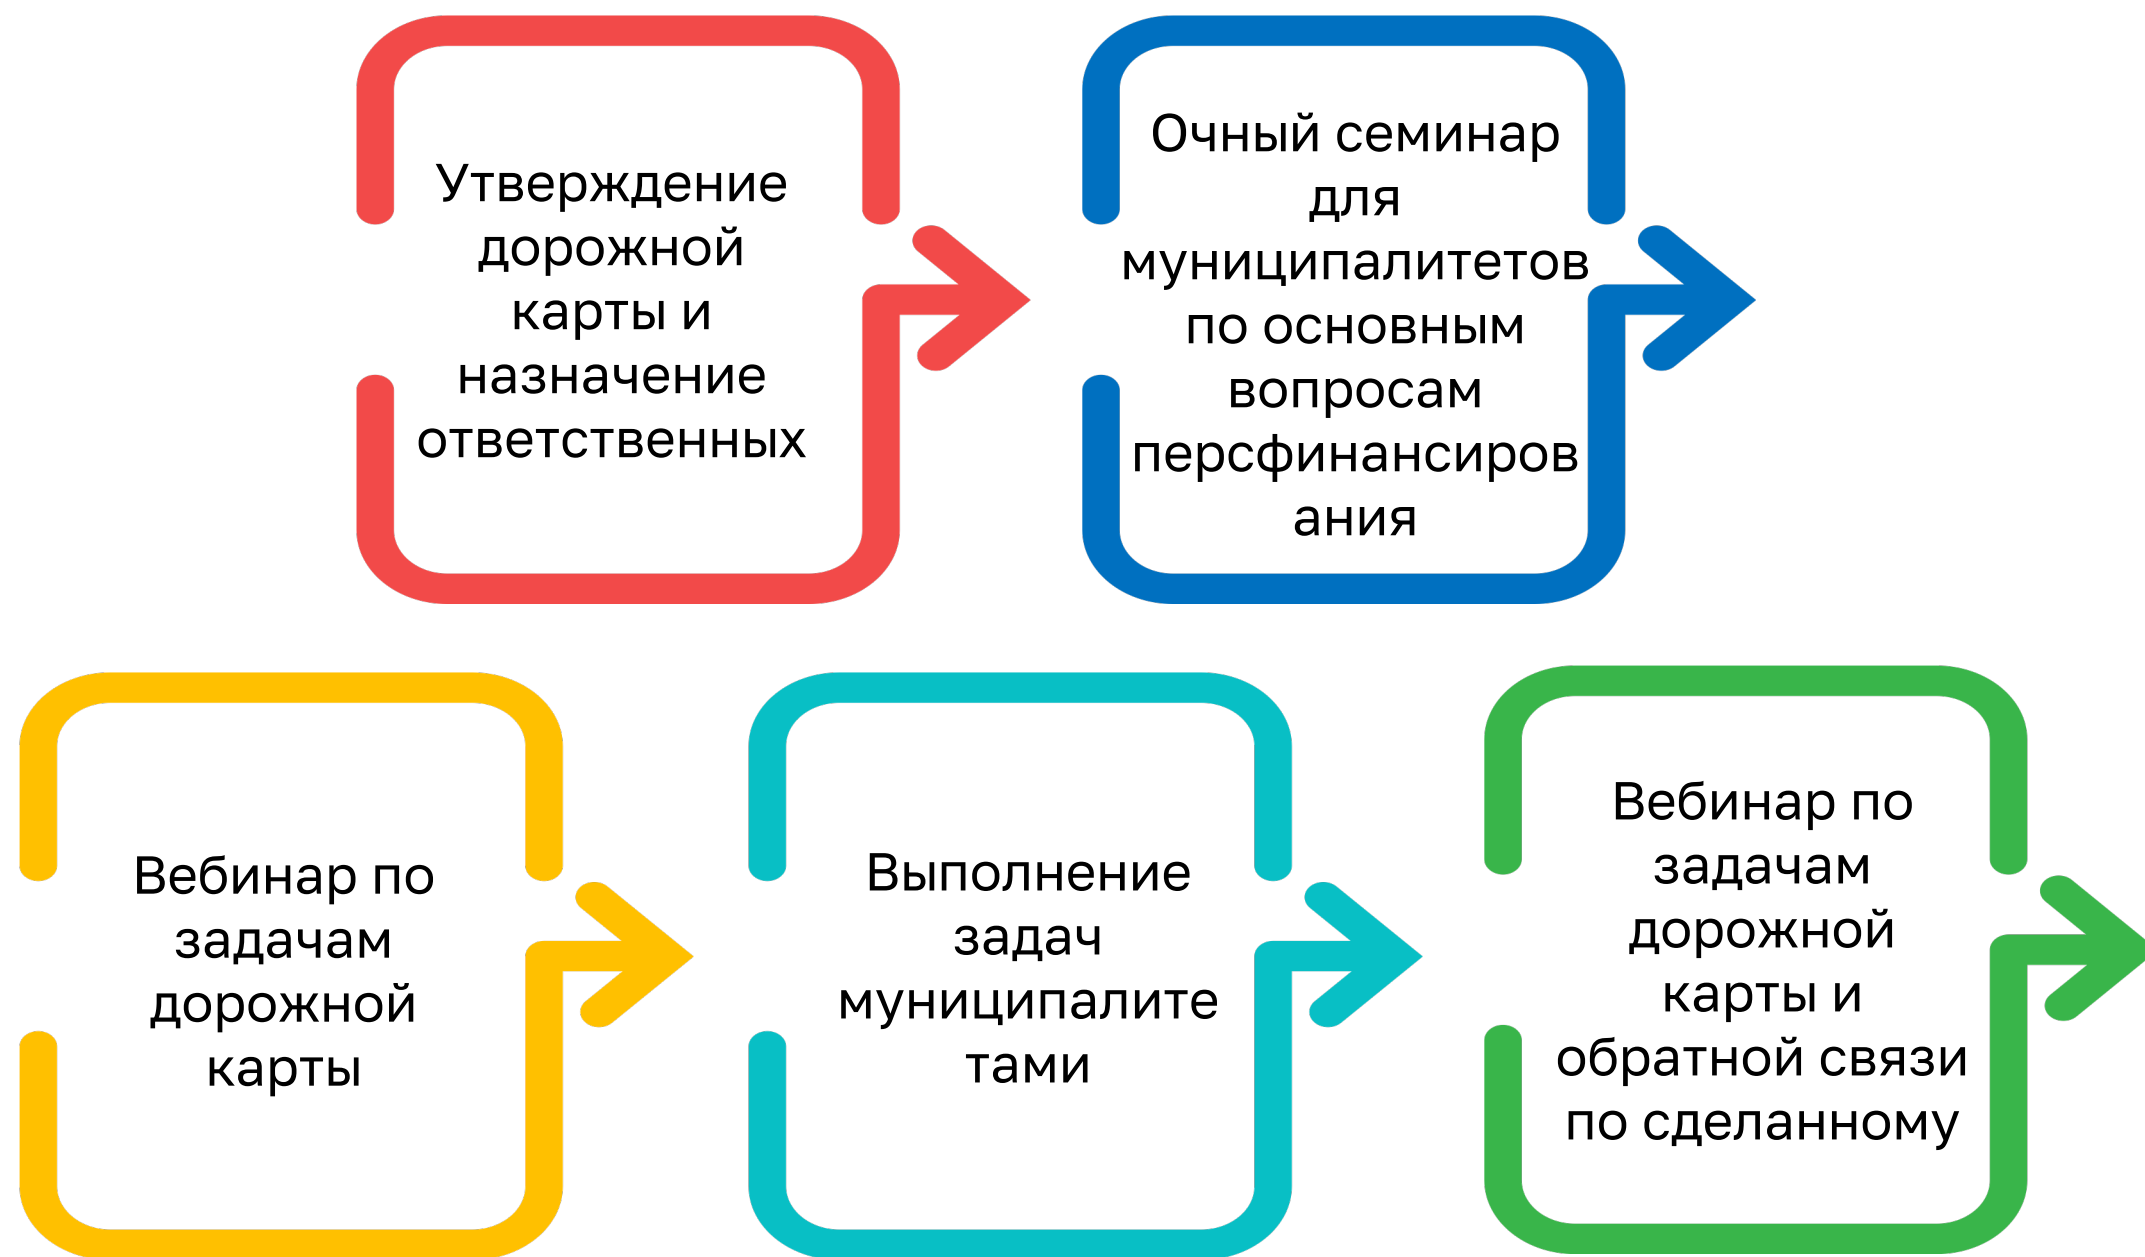 Утверждение
дорожной
карты и
назначение
ответственных
Очный семинар
для
муниципалитетов
по основным
вопросам
персфинансиров
ания
Вебинар по
задачам
дорожной
карты
Выполнение
задач
муниципалите
тами
Вебинар по
задачам
дорожной
карты и
обратной связи
по сделанному